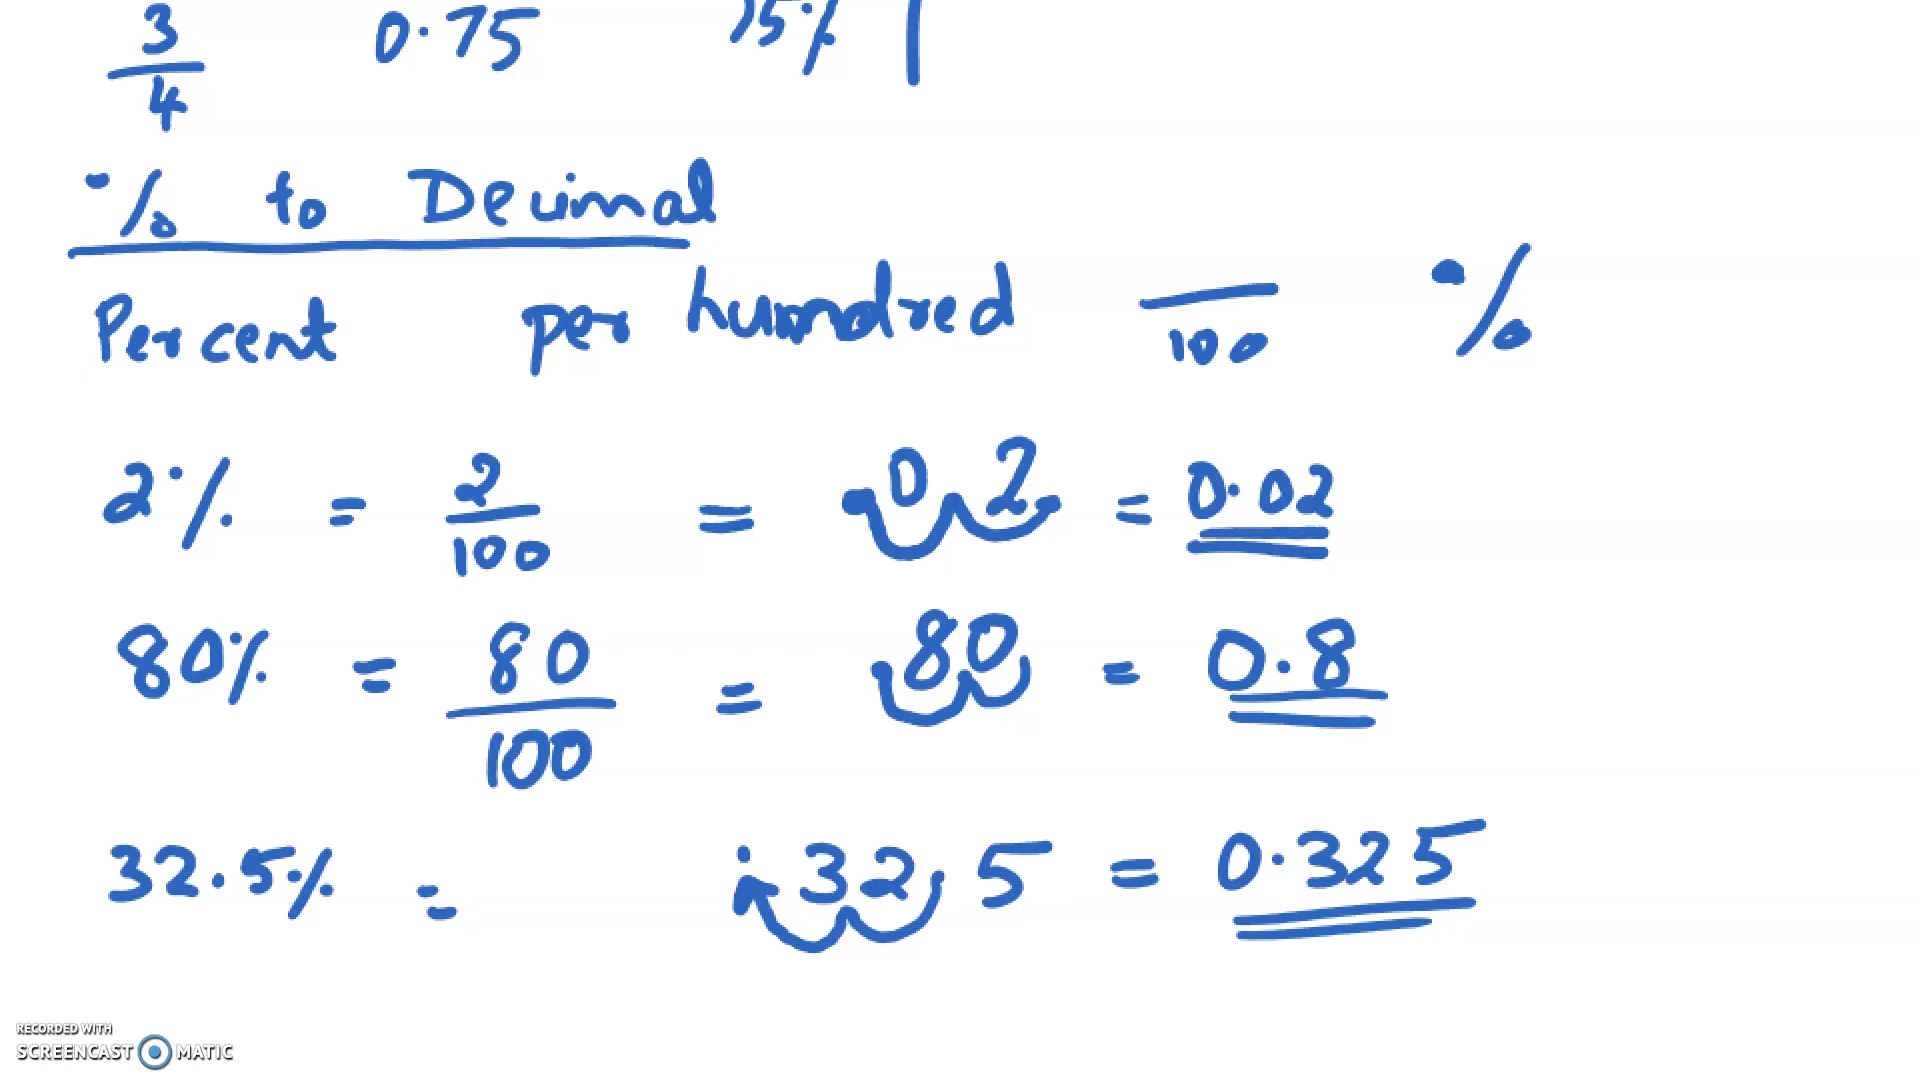 3/4 0.75 75%
% to Decimal
Percent per hundred /100 %
2% = 2/100 = .02 = 0.02
80% = 80/100 = .80 = 0.8
32.5% = .32.5 = 0.325
RECORDED WITH
SCREENCAST MATIC